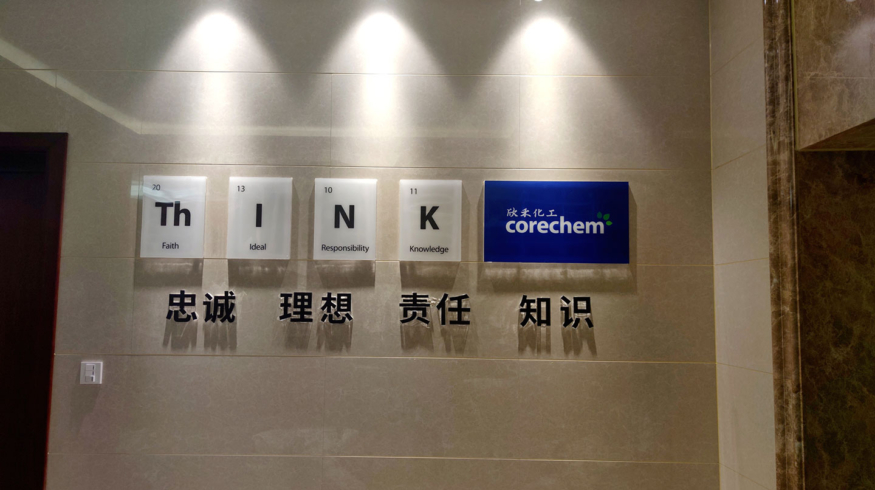 20
Th
Faith
13
I
Ideal
10
N
Responsibility
11
K
Knowledge
欣禾化工
corechem
忠诚 理想 责任 知识